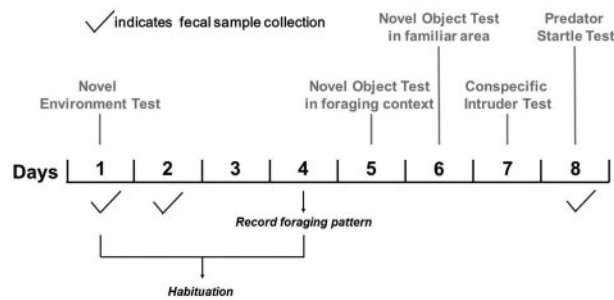 indicates fecal sample collection
Novel Object Test
in familiar area
Predator
Startle Test
Novel
Environment Test
Novel Object Test
in foraging context
Conspecific
Intruder Test
Days 1 2 3 4 5 6 7 8
Record foraging pattern
Habituation